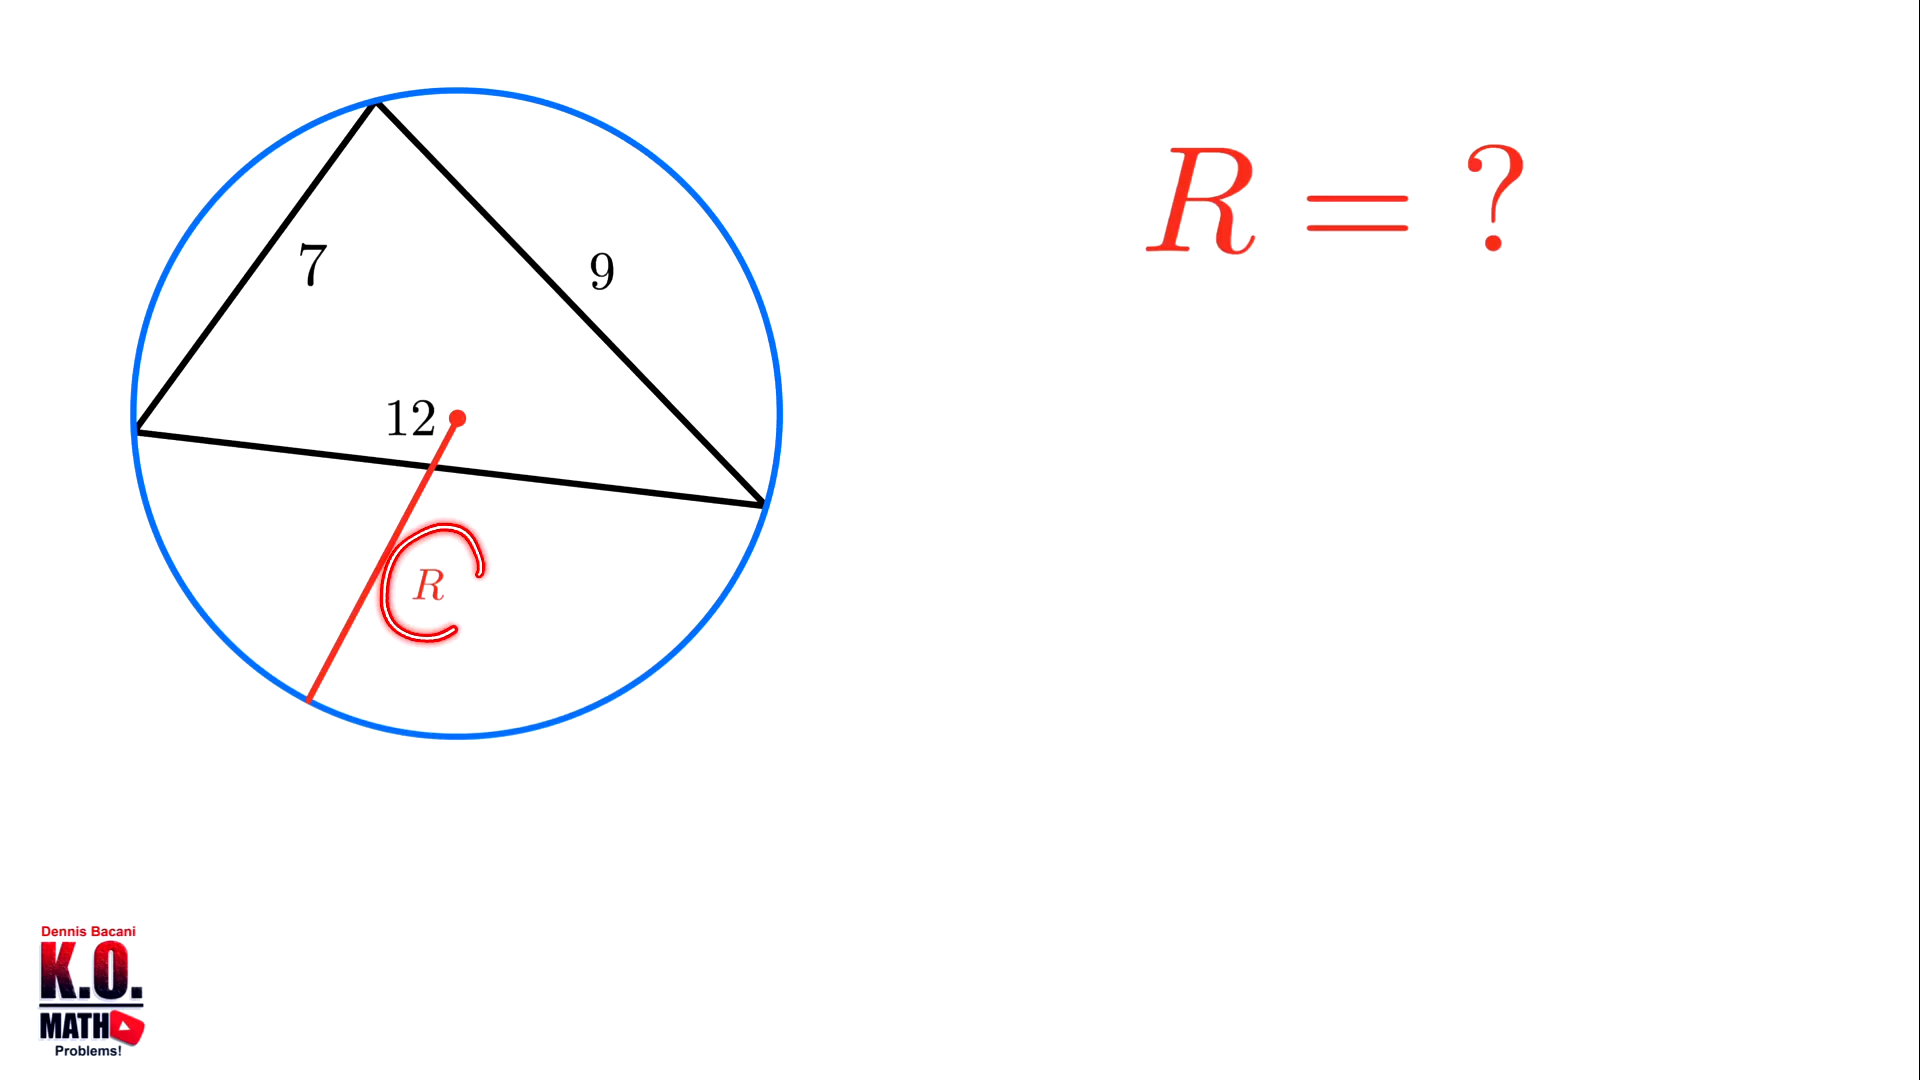 R = ?
7
9
12
R
Dennis Bacani
K.O.
MATH
Problems!